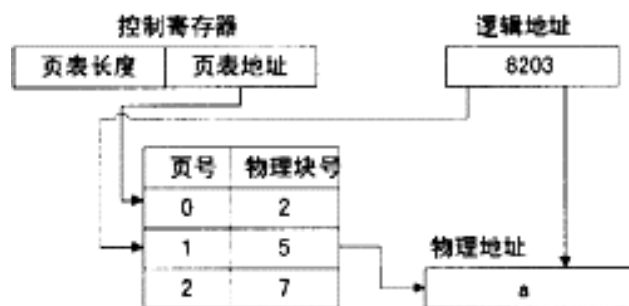 控制寄存器
逻辑地址
页表长度 页表地址
8203
页号 物理块号
0 2
1 5
2 7
物理地址
a